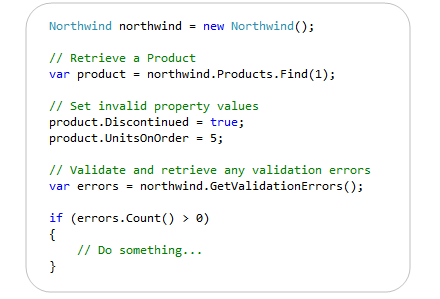 Northwind northwind = new Northwind();
// Retrieve a Product
var product = northwind.Products.Find(1);
// Set invalid property values
product.Discontinued = true;
product.UnitsOnOrder = 5;
// Validate and retrieve any validation errors
var errors = northwind.GetValidationErrors();
if (errors.Count() > 0)
{
    // Do something...
}